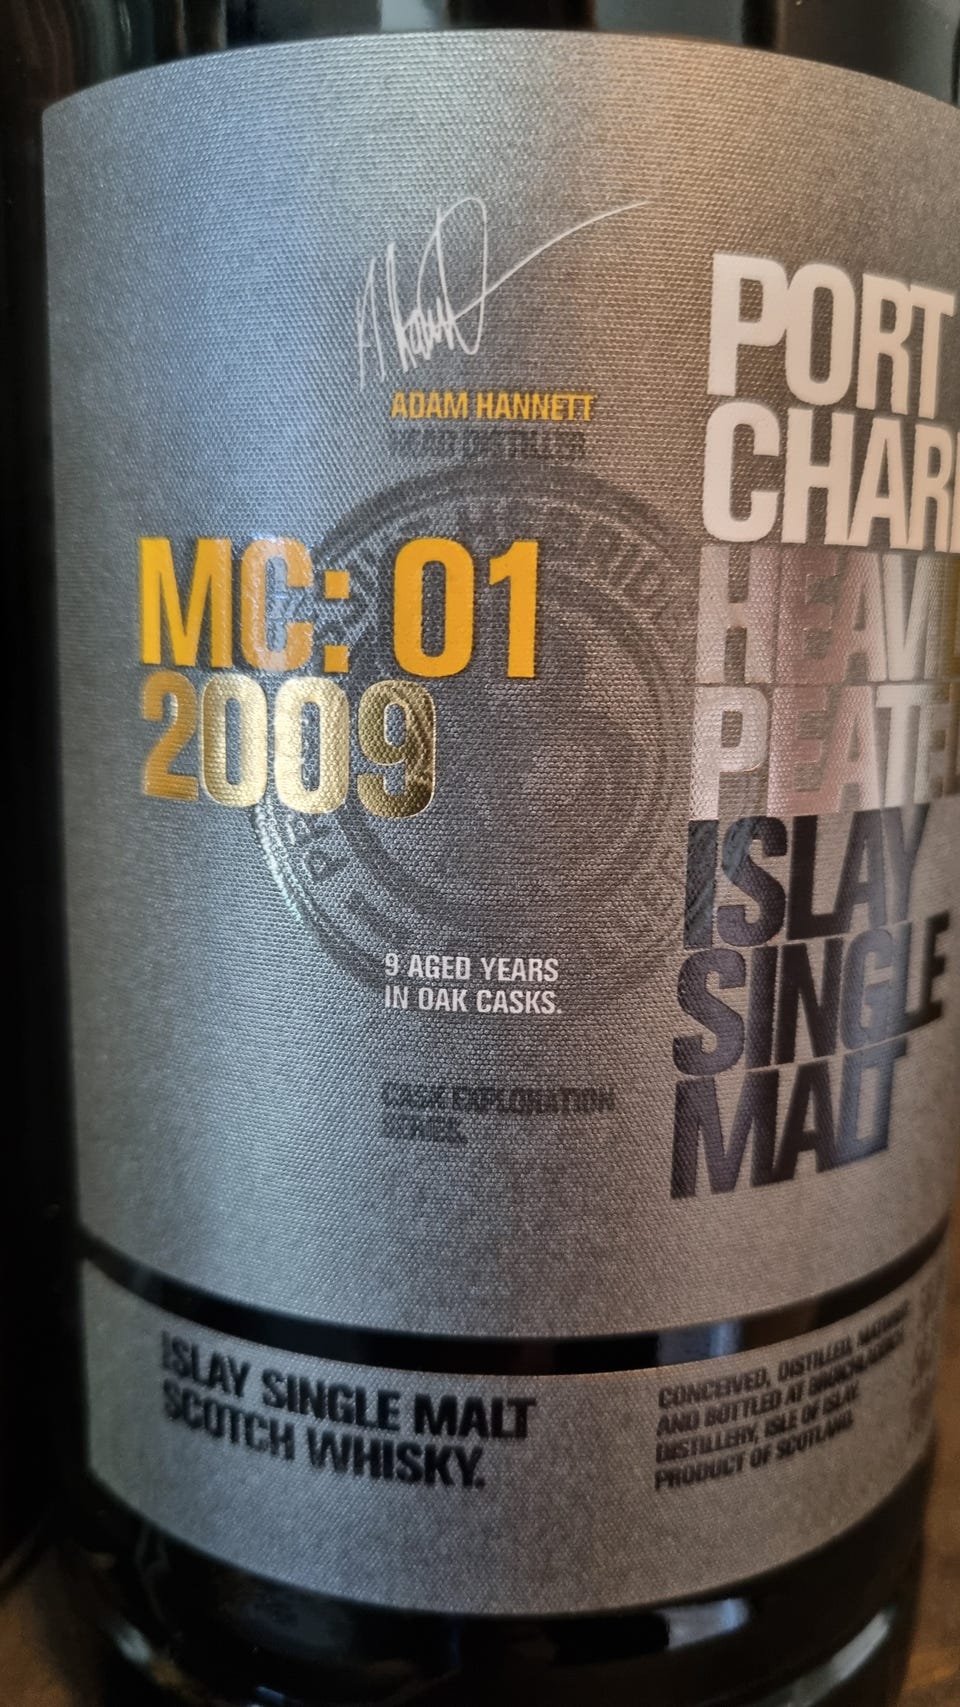 ADAM HANNETT
HEAD DISTILLER
MC: 01
2009
9 AGED YEARS
IN OAK CASKS.
CASK EXPLORATION
SERIES.
PORT
CHAR
HEAVI
PEATED
ISLAY
SINGLE
MALT
ISLAY SINGLE MALT
SCOTCH WHISKY.
CONCEIVED, DISTILLED, MATURED
AND BOTTLED AT BRUICHLADDICH
DISTILLERY, ISLE OF ISLAY.
PRODUCT OF SCOTLAND.